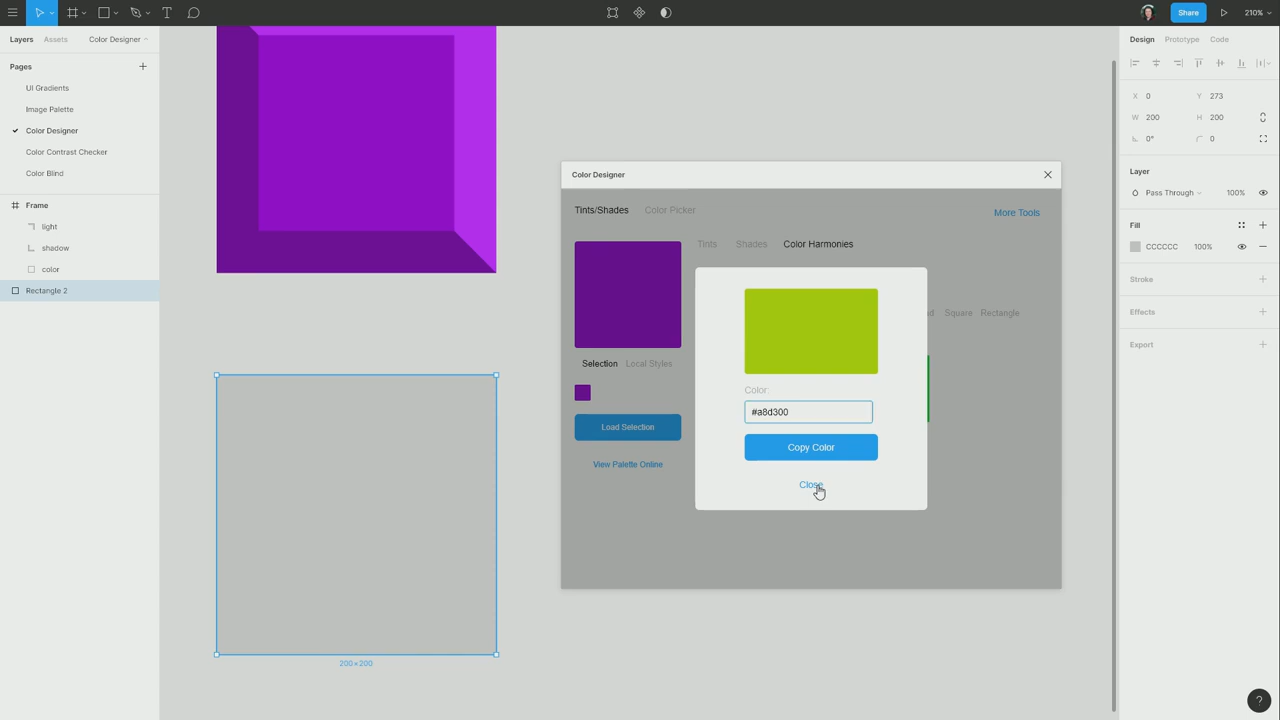 Share
210%
Layers Assets Color Designer
Pages
UI Gradients
Image Palette
Color Designer
Color Contrast Checker
Color Blind
Frame
light
shadow
color
Rectangle 2
200×200
Color Designer
Tints/Shades Color Picker More Tools
Tints Shades Color Harmonies
Square Rectangle
Selection Local Styles
Load Selection
View Palette Online
Color:
#a8d300
Copy Color
Close
Design Prototype Code
X 0 Y 273
W 200 H 200
0° 0
Layer
Pass Through 100%
Fill
CCCCCC 100%
Stroke
Effects
Export
?